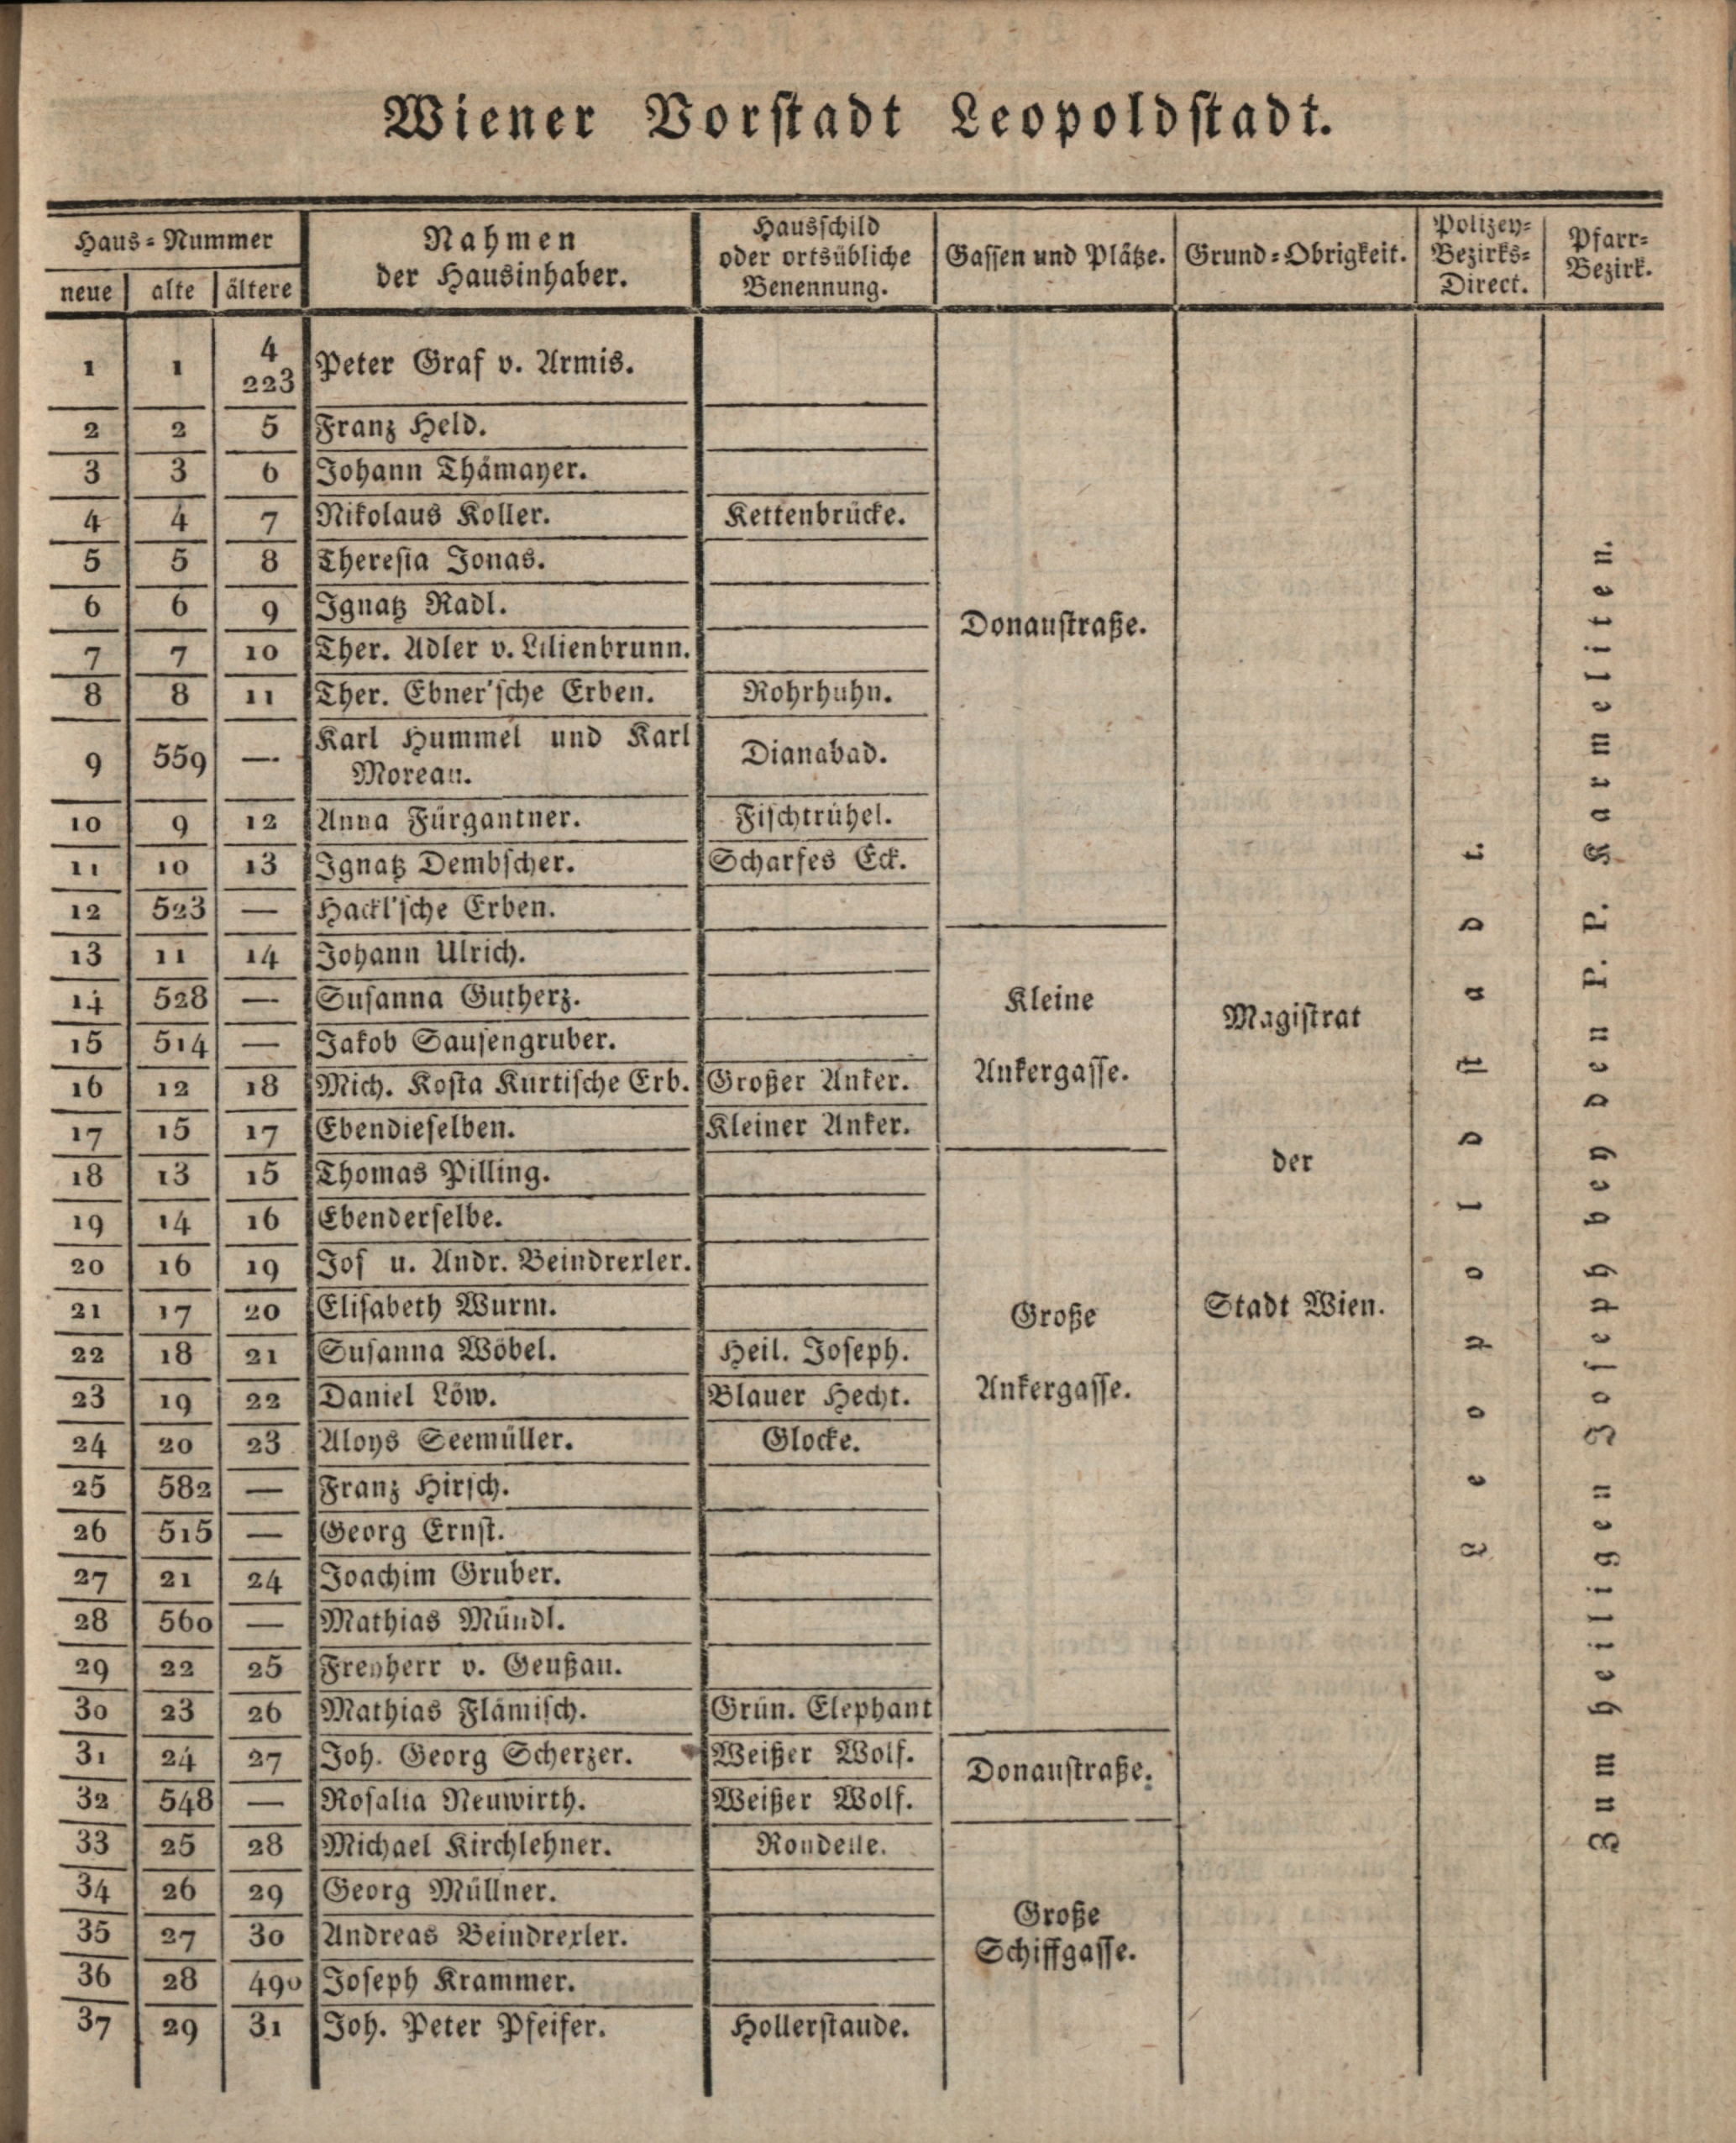 Wiener Vorstadt Leopoldstadt.
Haus-Nummer | Nahmen der Hausinhaber. | Hausschild oder ortsübliche Benennung. | Gassen und Plätze. | Grund-Obrigkeit. | Polizey-Bezirks-Direct. | Pfarr-Bezirk.
neue | alte | ältere
1 | 1 | 4 223 | Peter Graf v. Armis.
2 | 2 | 5 | Franz Held.
3 | 3 | 6 | Johann Thämayer.
4 | 4 | 7 | Nikolaus Koller. | Kettenbrücke.
5 | 5 | 8 | Theresia Jonas.
6 | 6 | 9 | Ignatz Radl.
Donaustraße.
7 | 7 | 10 | Ther. Adler v. Lilienbrunn.
8 | 8 | 11 | Ther. Ebner'sche Erben. | Rohrhuhn.
9 | 559 | — | Karl Hummel und Karl Moreau. | Dianabad.
10 | 9 | 12 | Anna Fürgantner. | Fischtrühel.
11 | 10 | 13 | Ignatz Dembscher. | Scharfes Eck.
12 | 523 | — | Hackl'sche Erben.
13 | 11 | 14 | Johann Ulrich.
14 | 528 | — | Susanna Gutherz. | Kleine
Magistrat
15 | 514 | — | Jakob Sausengruber.
16 | 12 | 18 | Mich. Kosta Kurtische Erb. | Großer Anker. | Ankergasse.
17 | 15 | 17 | Ebendieselben. | Kleiner Anker.
18 | 13 | 15 | Thomas Pilling. | der
19 | 14 | 16 | Ebenderselbe.
20 | 16 | 19 | Jos u. Andr. Beindrexler.
21 | 17 | 20 | Elisabeth Wurm. | Große | Stadt Wien.
22 | 18 | 21 | Susanna Wöbel. | Heil. Joseph.
23 | 19 | 22 | Daniel Löw. | Blauer Hecht. | Ankergasse.
24 | 20 | 23 | Aloys Seemüller. | Glocke.
25 | 582 | — | Franz Hirsch.
26 | 515 | — | Georg Ernst.
27 | 21 | 24 | Joachim Gruber.
28 | 560 | — | Mathias Mündl.
29 | 22 | 25 | Freyherr v. Geußau.
30 | 23 | 26 | Mathias Flämisch. | Grün. Elephant
31 | 24 | 27 | Joh. Georg Scherzer. | Weißer Wolf. | Donaustraße.
32 | 548 | — | Rosalia Neuwirth. | Weißer Wolf.
33 | 25 | 28 | Michael Kirchlehner. | Rondelle.
34 | 26 | 29 | Georg Müllner. | Große
35 | 27 | 30 | Andreas Beindrexler. | Schiffgasse.
36 | 28 | 490 | Joseph Krammer.
37 | 29 | 31 | Joh. Peter Pfeifer. | Hollerstaude.
Leopoldstadt.
Zum heiligen Joseph bey den P. P. Karmeliten.